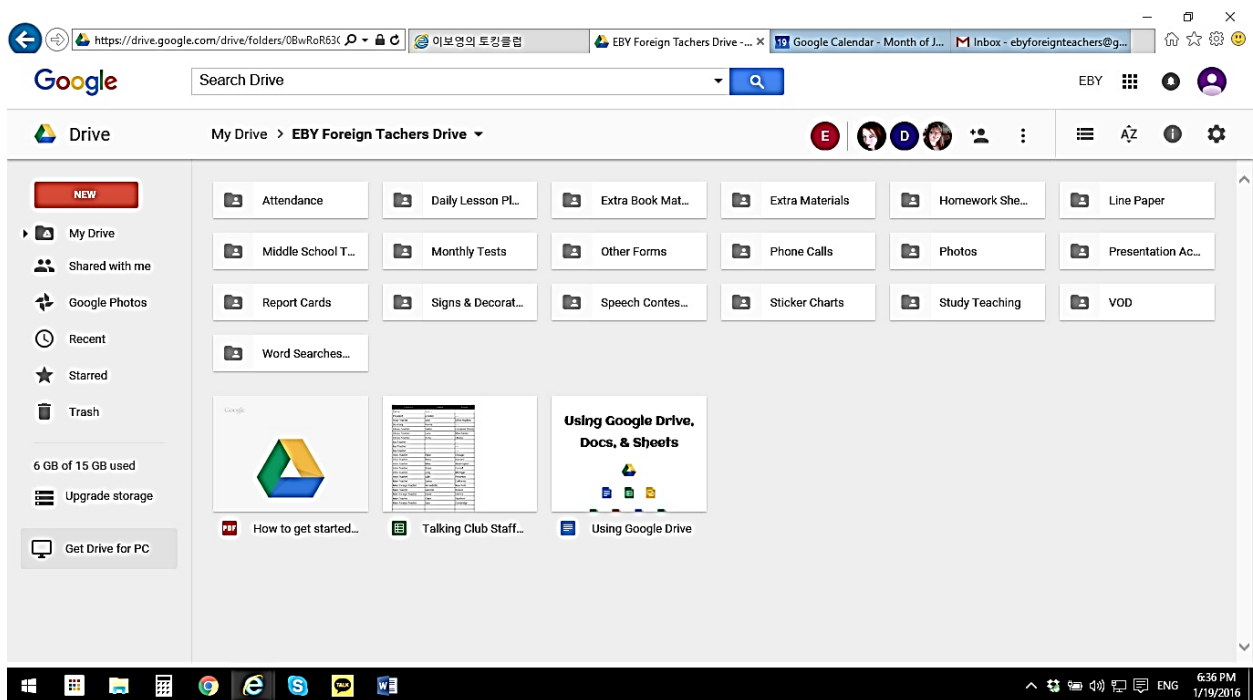 https://drive.google.com/drive/folders/0BwRoR63(
이보영의 토킹클럽
EBY Foreign Tachers Drive -...
19 Google Calendar - Month of J...
Inbox - ebyforeignteachers@g...
Google
Search Drive
EBY
Drive
My Drive > EBY Foreign Tachers Drive
E
D
AZ
NEW
My Drive
Shared with me
Google Photos
Recent
Starred
Trash
6 GB of 15 GB used
Upgrade storage
Get Drive for PC
Attendance
Daily Lesson Pl...
Extra Book Mat...
Extra Materials
Homework She...
Line Paper
Middle School T...
Monthly Tests
Other Forms
Phone Calls
Photos
Presentation Ac...
Report Cards
Signs & Decorat...
Speech Contes...
Sticker Charts
Study Teaching
VOD
Word Searches...
Google
Using Google Drive,
Docs, & Sheets
PDF How to get started...
Talking Club Staff...
Using Google Drive
TALK
ENG
6:36 PM
1/19/2016